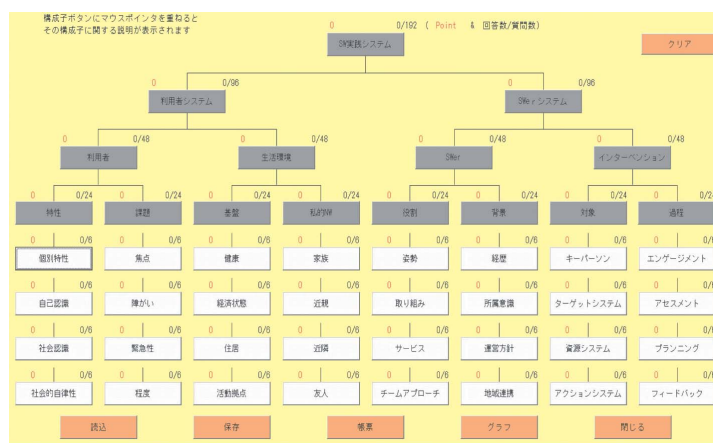 構成子ボタンにマウスポインタを重ねると
その構成子に関する説明が表示されます
0 0/192 ( Point & 回答数/質問数)
SW実践システム
クリア
0 0/96 0 0/96
利用者システム SWerシステム
0 0/48 0 0/48 0 0/48 0 0/48
利用者 生活環境 SWer インターベンション
0 0/24 0 0/24 0 0/24 0 0/24 0 0/24 0 0/24 0 0/24 0 0/24
特性 課題 基盤 私的NW 役割 背景 対象 過程
0 0/6 0 0/6 0 0/6 0 0/6 0 0/6 0 0/6 0 0/6 0 0/6
個別特性 焦点 健康 家族 姿勢 経歴 キーパーソン エンゲージメント
0 0/6 0 0/6 0 0/6 0 0/6 0 0/6 0 0/6 0 0/6 0 0/6
自己認識 障がい 経済状態 近親 取り組み 所属意識 ターゲットシステム アセスメント
0 0/6 0 0/6 0 0/6 0 0/6 0 0/6 0 0/6 0 0/6 0 0/6
社会認識 緊急性 住居 近隣 サービス 運営方針 資源システム プランニング
0 0/6 0 0/6 0 0/6 0 0/6 0 0/6 0 0/6 0 0/6 0 0/6
社会的自律性 程度 活動拠点 友人 チームアプローチ 地域連携 アクションシステム フィードバック
読込 保存 帳票 グラフ 閉じる